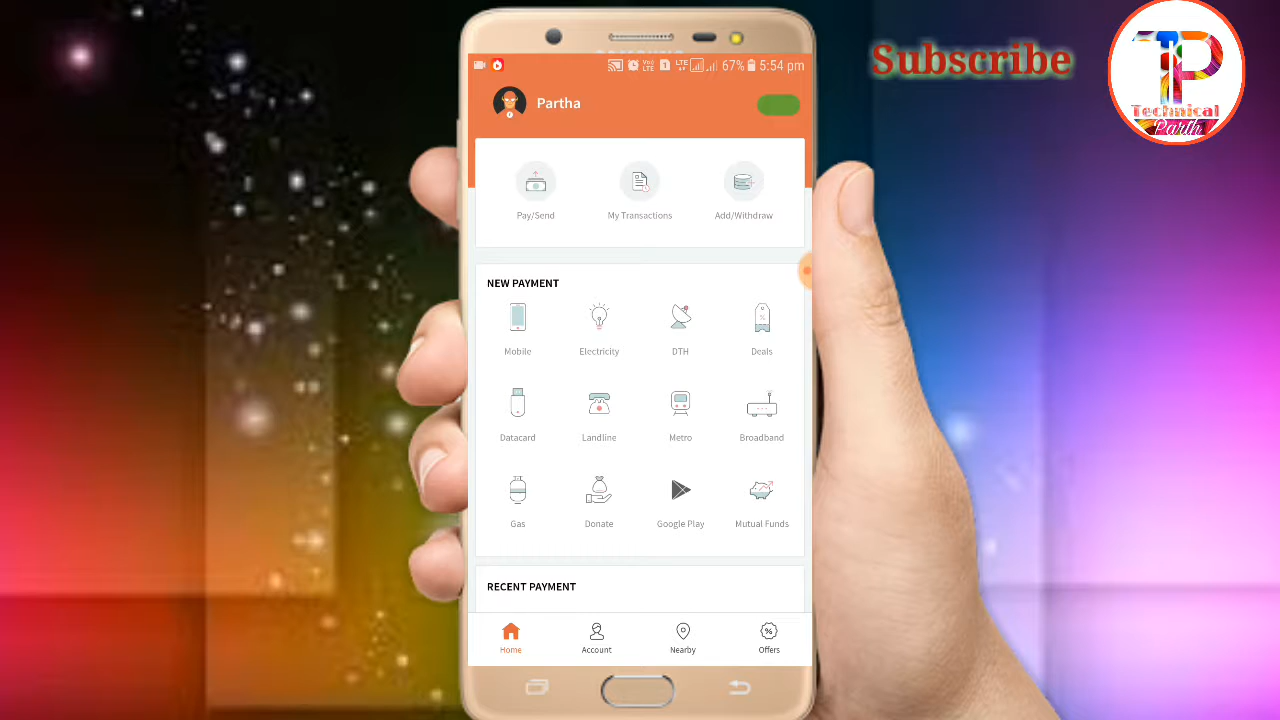 Subscribe
Technical
Parth
67% 5:54 pm
Partha
Pay/Send
My Transactions
Add/Withdraw
NEW PAYMENT
Mobile
Electricity
DTH
Deals
Datacard
Landline
Metro
Broadband
Gas
Donate
Google Play
Mutual Funds
RECENT PAYMENT
Home
Account
Nearby
Offers